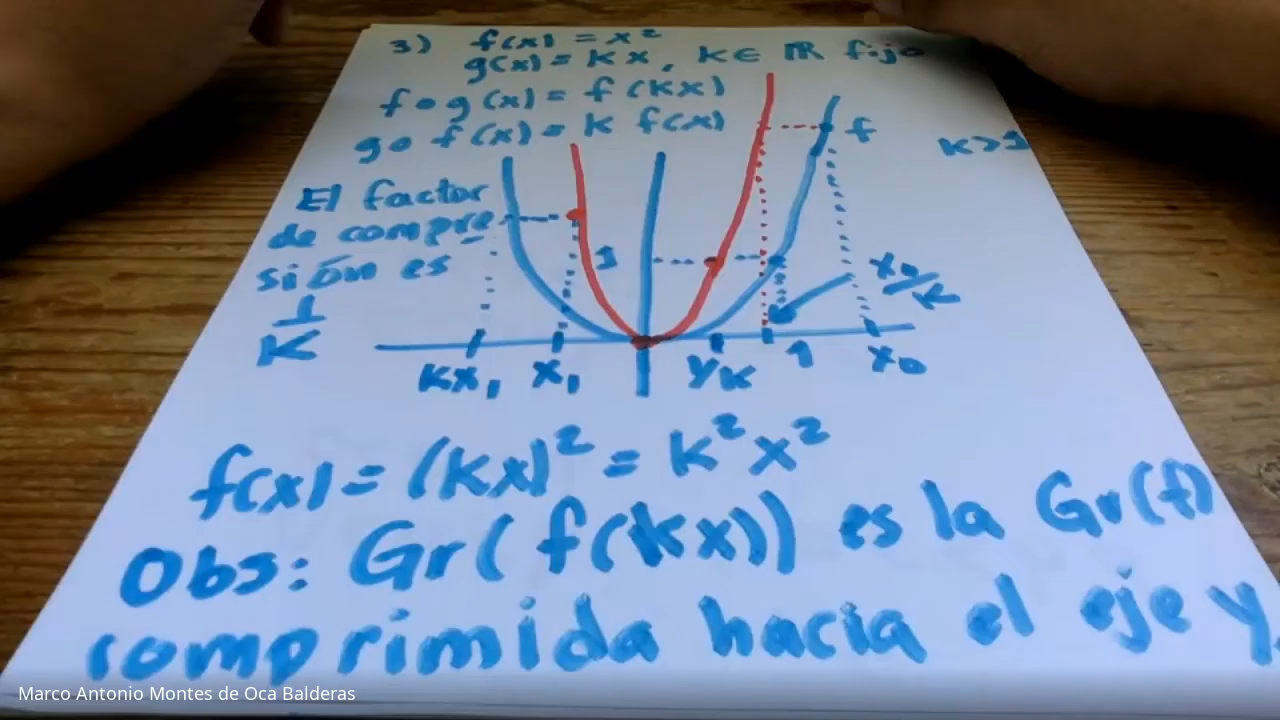 3) f(x) = x²
g(x) = kx, k ∈ ℝ fijo
f∘g(x) = f(kx)
g∘f(x) = k f(x)
k>1
f
El factor
de compre-
sión es
1/k
1
x₀/k
kx₁ x₁ 1/k 1 x₀
f(x) = (kx)² = k²x²
Obs: Gr(f(kx)) es la Gr(f)
comprimida hacia el eje y.
Marco Antonio Montes de Oca Balderas